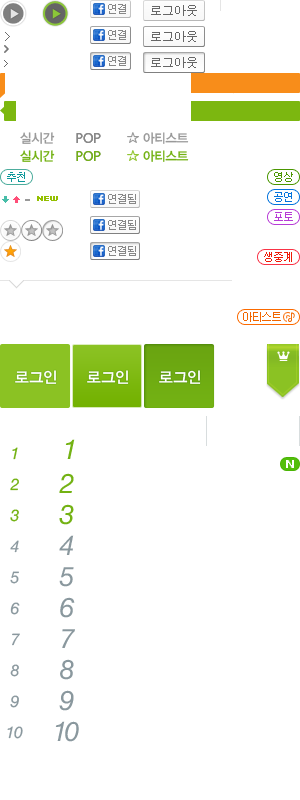 연결 로그아웃
연결 로그아웃
연결 로그아웃
실시간 POP ☆ 아티스트
실시간 POP ☆ 아티스트
추천 영상
NEW 연결됨 공연
포토
연결됨
연결됨 생중계
아티스트
로그인 로그인 로그인
1 1
N
2 2
3 3
4 4
5 5
6 6
7 7
8 8
9 9
10 10